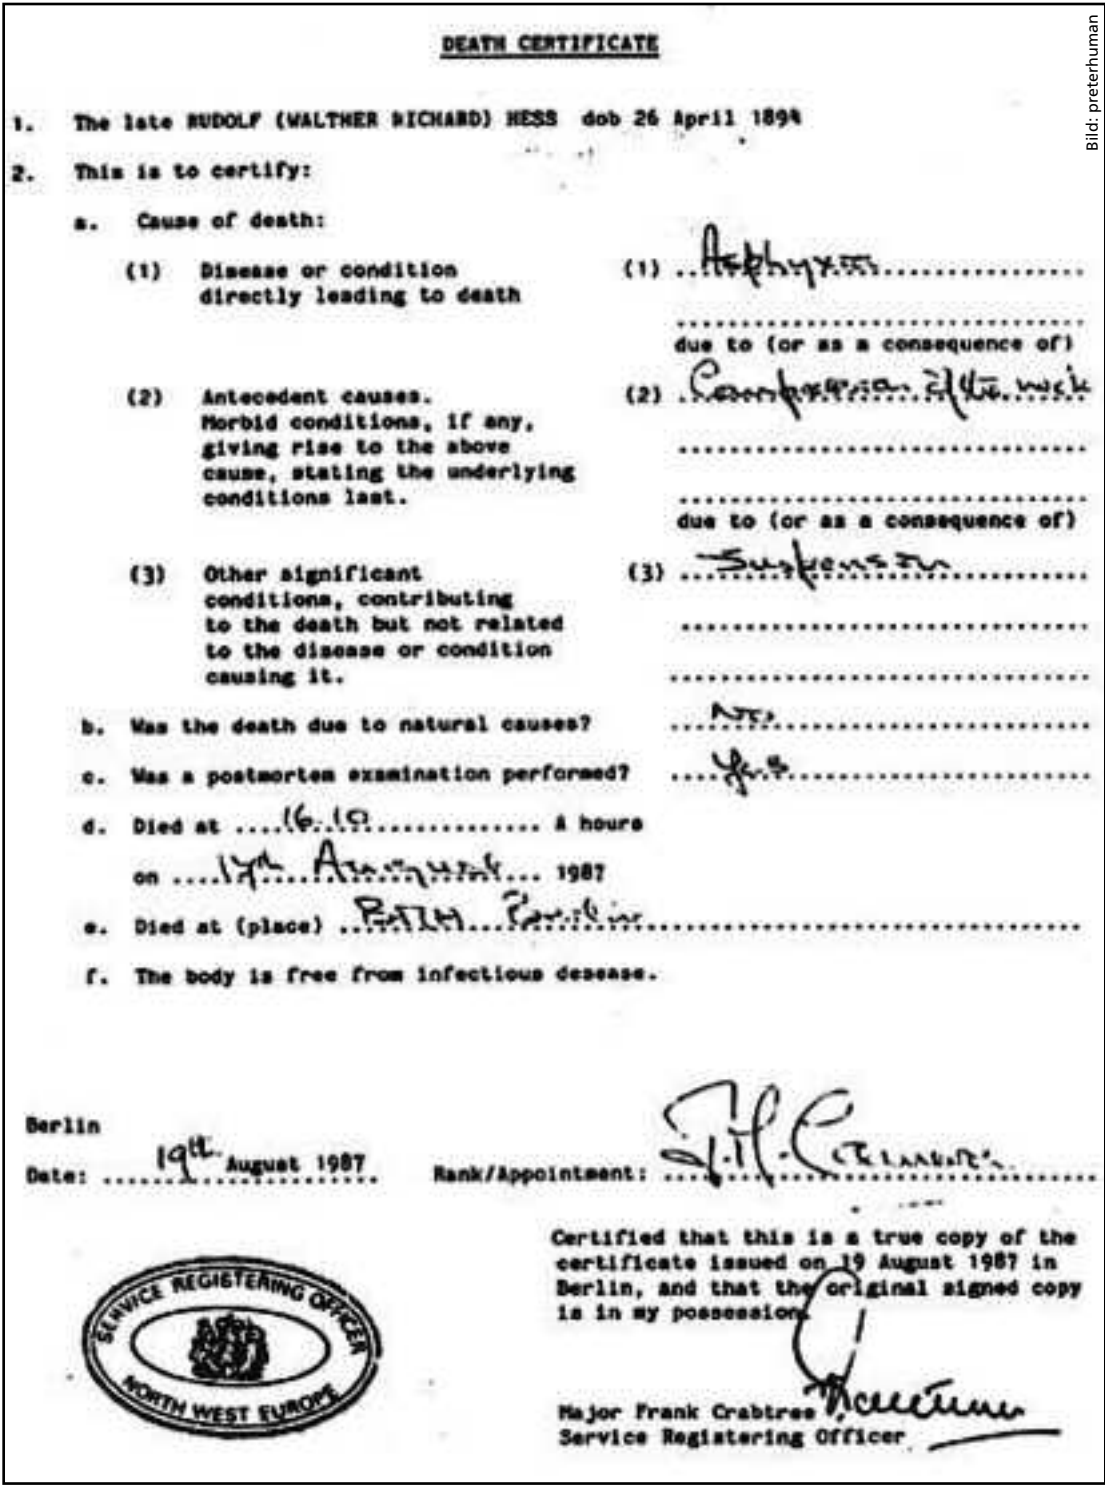 DEATH CERTIFICATE
Bild: preterhuman
1. The late RUDOLF (WALTHER RICHARD) HESS dob 26 April 1894
2. This is to certify:
a. Cause of death:
(1) Disease or condition directly leading to death
(1) Asphyxia
due to (or as a consequence of)
(2) Antecedent causes. Morbid conditions, if any, giving rise to the above cause, stating the underlying conditions last.
(2) Compression of the neck
due to (or as a consequence of)
(3) Other significant conditions, contributing to the death but not related to the disease or condition causing it.
(3) Suspension
b. Was the death due to natural causes? No
c. Was a postmortem examination performed? Yes
d. Died at 16.10 A hours
on 17th August 1987
e. Died at (place) BMH Berlin
f. The body is free from infectious desease.
Berlin
Date: 19th August 1987
Rank/Appointment: J.M. Cameron
Certified that this is a true copy of the
certificate issued on 19 August 1987 in
Berlin, and that the original signed copy
is in my possession.
Major Frank Crabtree
Service Registering Officer
SERVICE REGISTERING OFFICER
NORTH WEST EUROPE